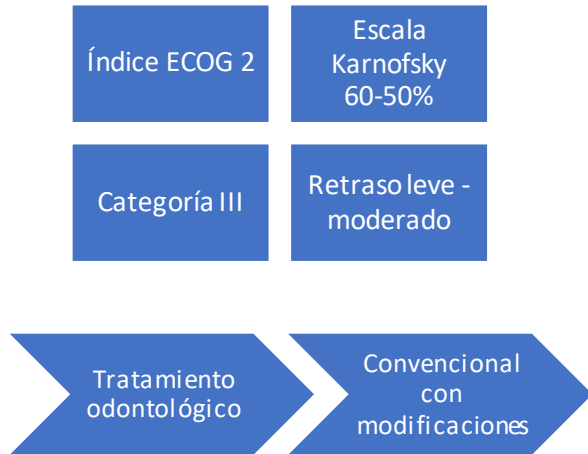 Índice ECOG 2
Escala
Karnofsky
60-50%
Categoría III
Retraso leve -
moderado
Tratamiento
odontológico
Convencional
con
modificaciones